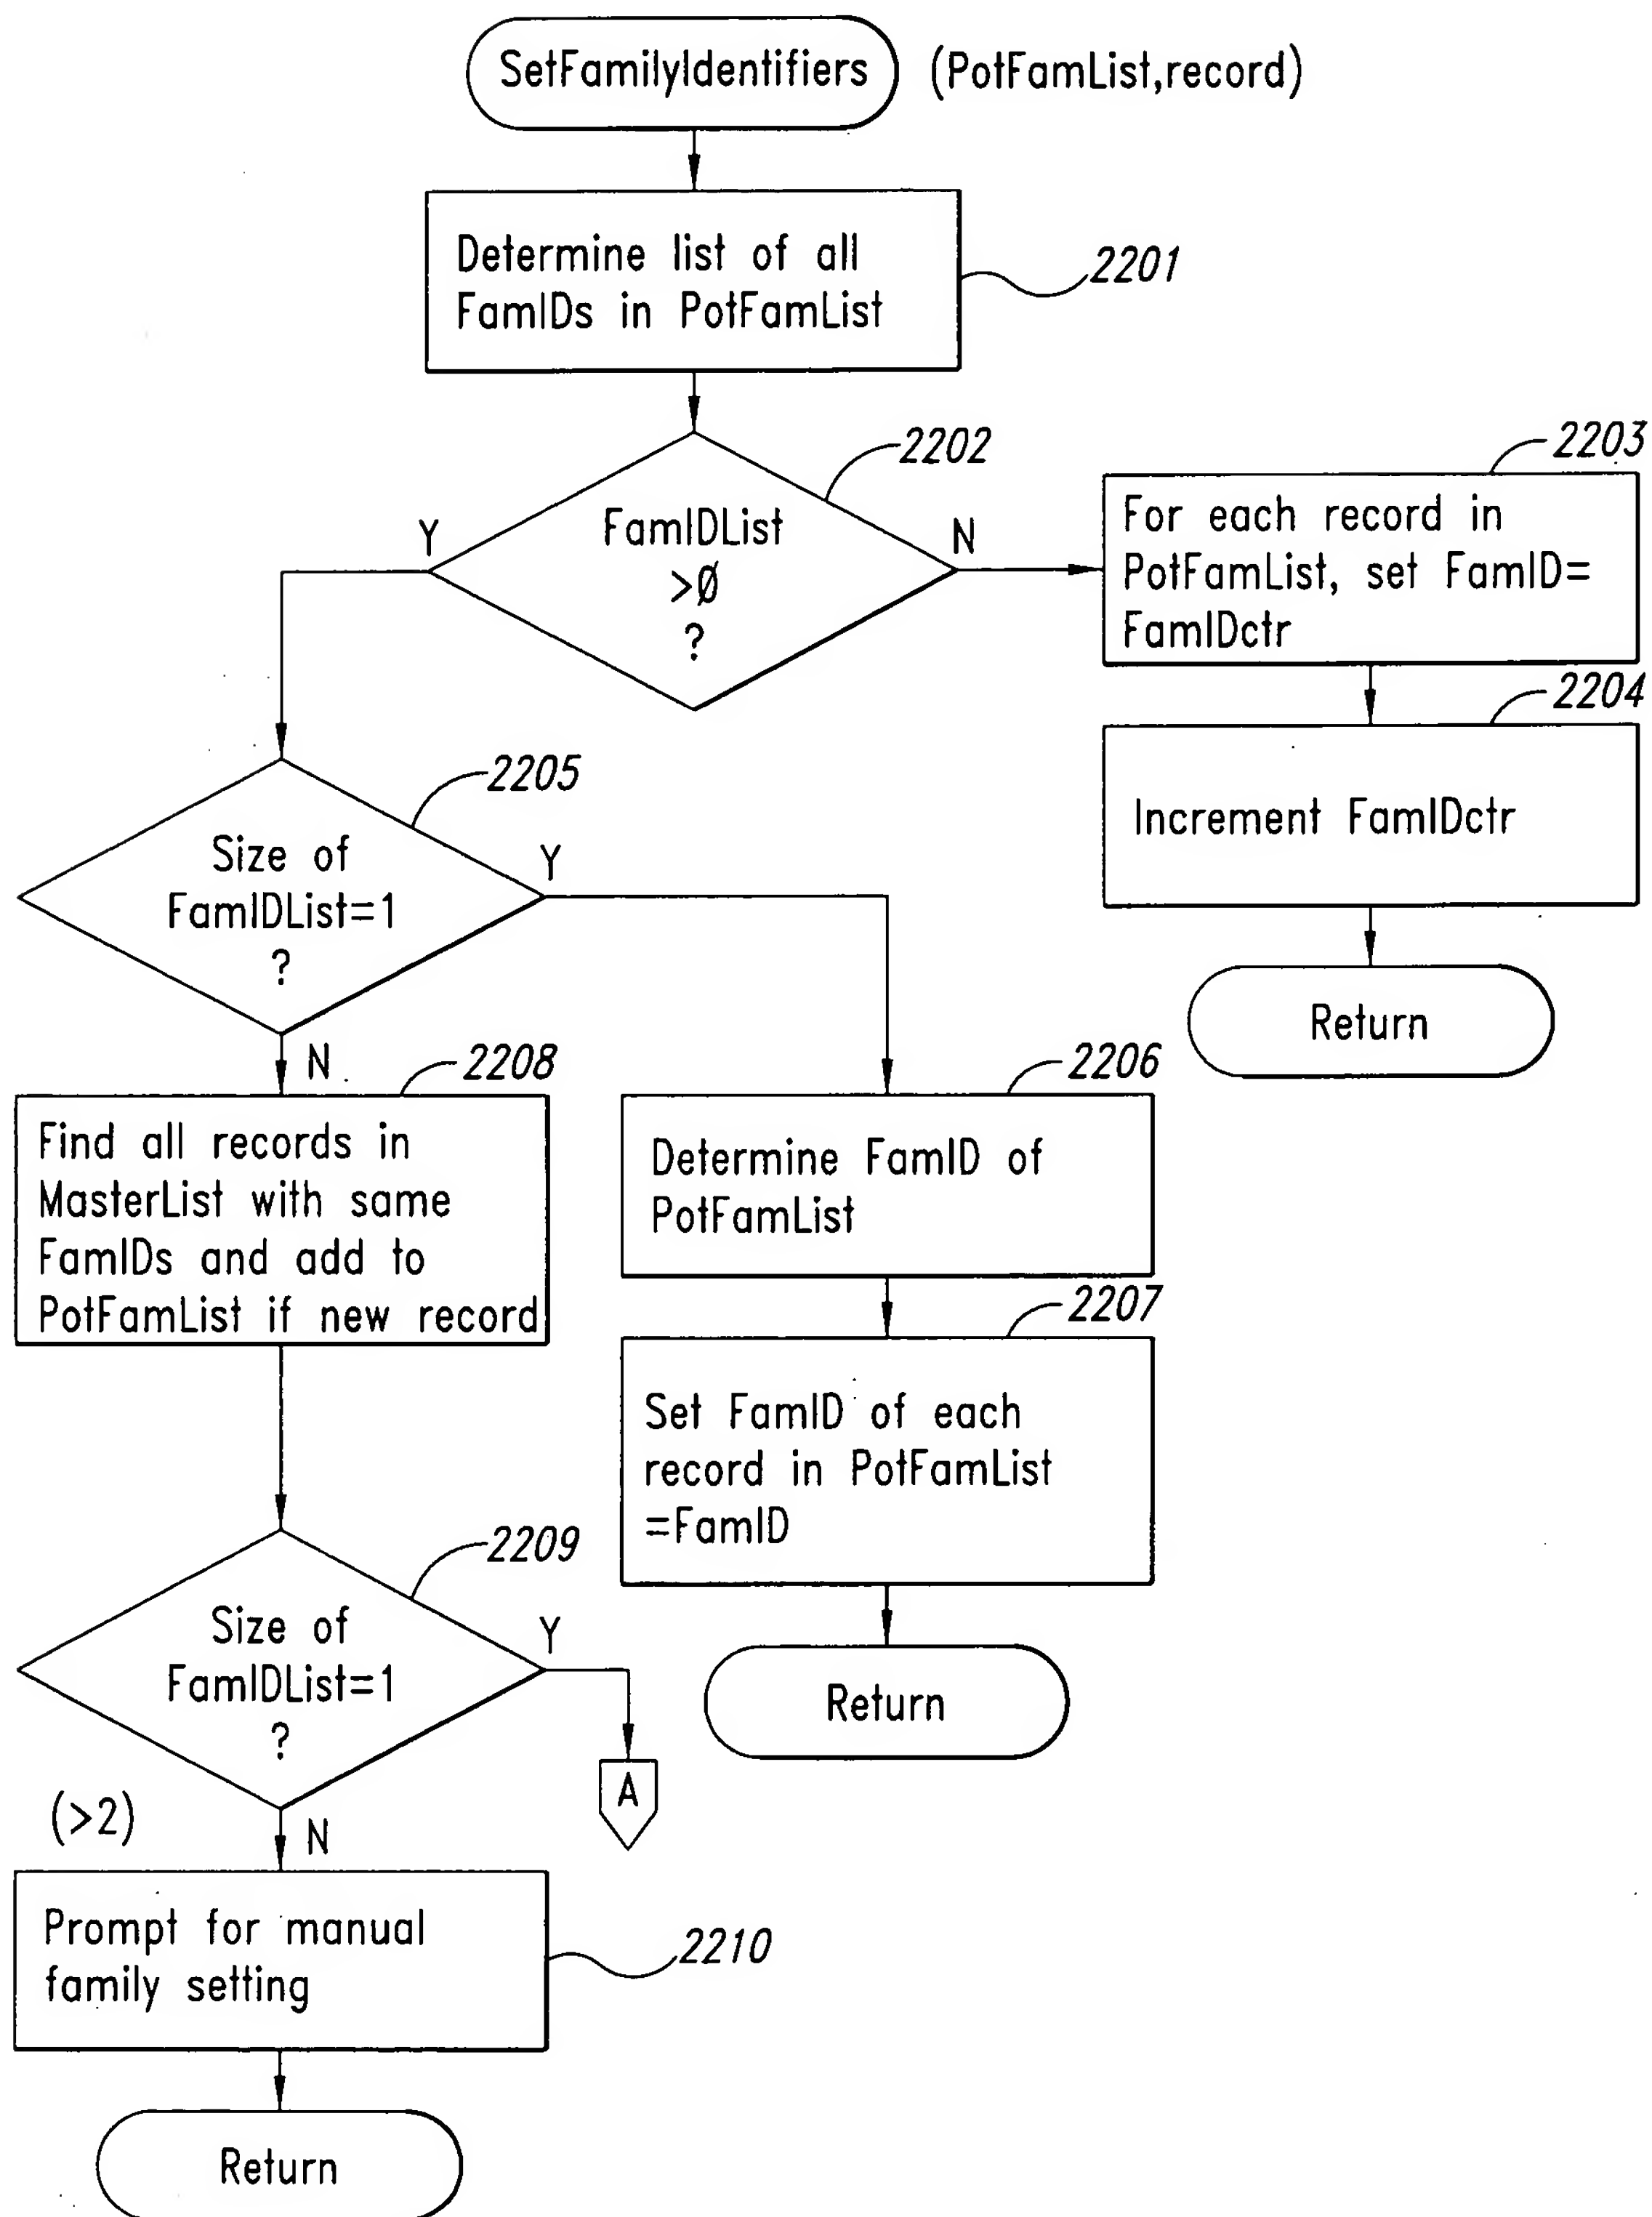 SetFamilyIdentifiers (PotFamList,record)
Determine list of all
FamIDs in PotFamList
2201
2202
FamIDList
>Ø
?
Y
N
2203
For each record in
PotFamList, set FamID=
FamIDctr
2204
Increment FamIDctr
Return
2205
Size of
FamIDList=1
?
Y
N
2208
Find all records in
MasterList with same
FamIDs and add to
PotFamList if new record
2206
Determine FamID of
PotFamList
2207
Set FamID of each
record in PotFamList
=FamID
Return
2209
Size of
FamIDList=1
?
Y
A
(>2)
N
Prompt for manual
family setting
2210
Return